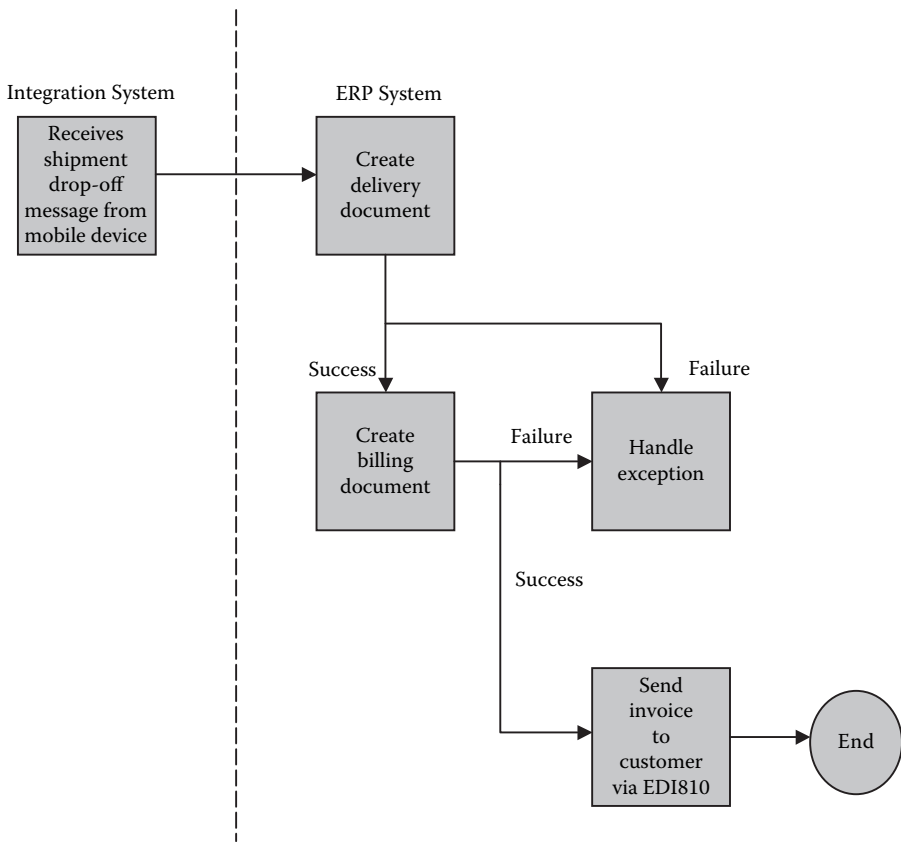 Integration System
ERP System
Receives
shipment
drop-off
message from
mobile device
Create
delivery
document
Success
Failure
Create
billing
document
Failure
Handle
exception
Success
Send
invoice
to
customer
via EDI810
End